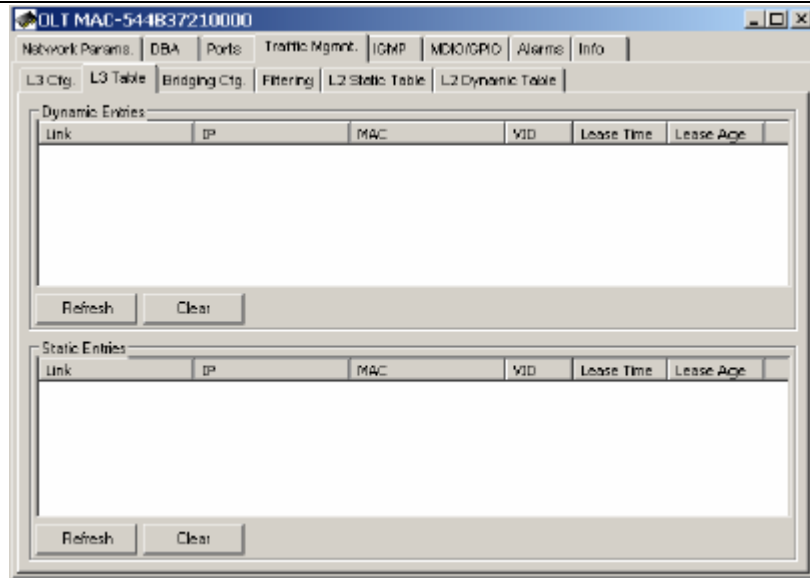 OLT MAC-544B37210000
Network Params. DBA Ports Traffic Mgmnt. IGMP MDIO/GPIO Alarms Info
L3 Cfg. L3 Table Bridging Cfg. Filtering L2 Static Table L2 Dynamic Table
Dynamic Entries
Link IP MAC VID Lease Time Lease Age
Refresh Clear
Static Entries
Link IP MAC VID Lease Time Lease Age
Refresh Clear